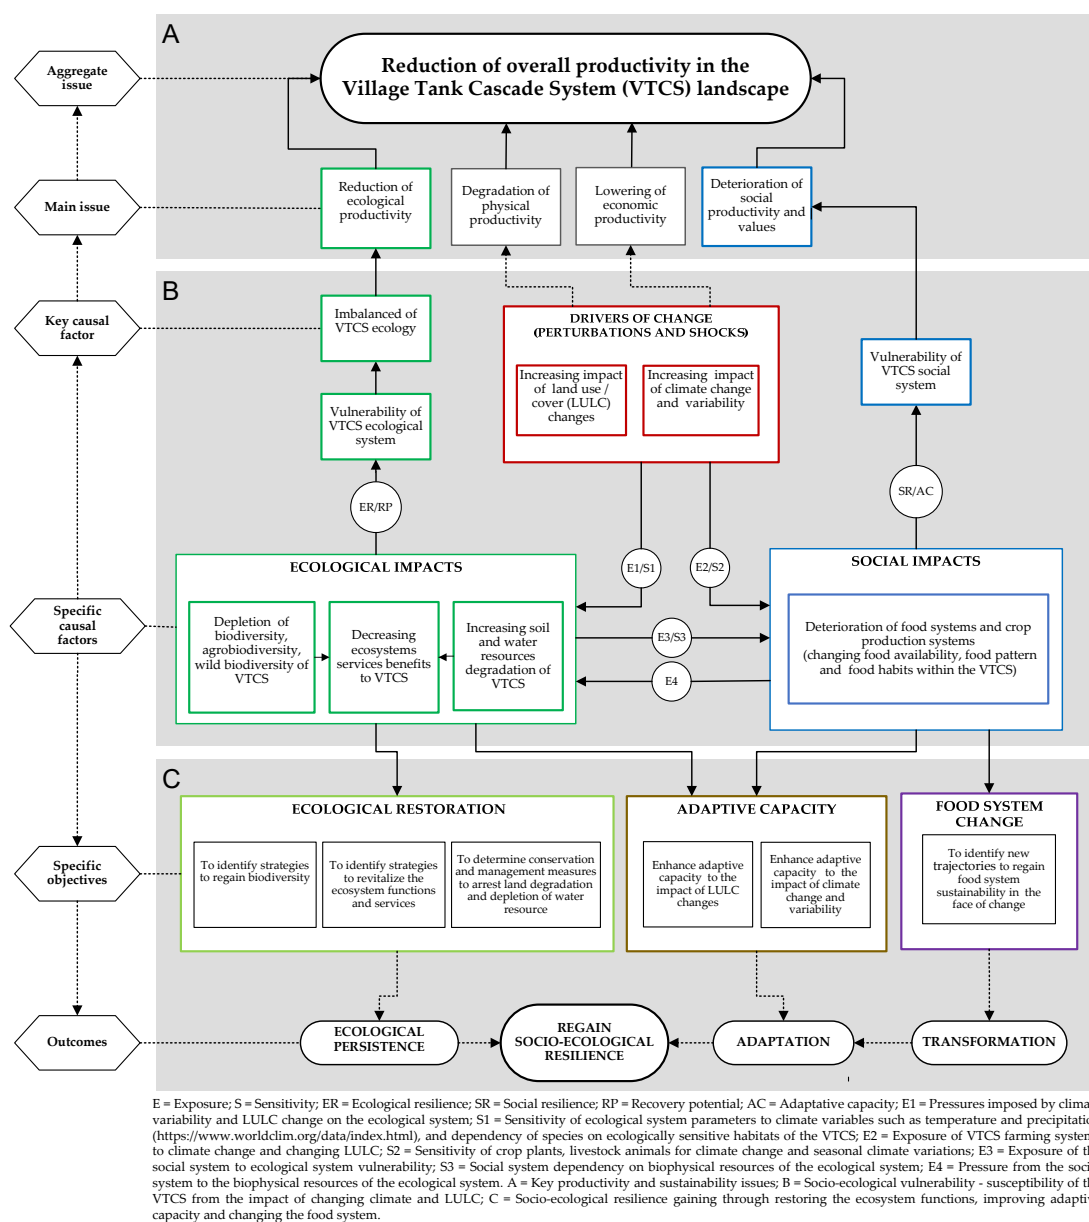 A
Aggregate
issue
Reduction of overall productivity in the
Village Tank Cascade System (VTCS) landscape
Main issue
Reduction of
ecological
productivity
Degradation of
physical
productivity
Lowering of
economic
productivity
Deterioration of
social
productivity and
values
B
Key causal
factor
Imbalanced of
VTCS ecology
DRIVERS OF CHANGE
(PERTURBATIONS AND SHOCKS)
Increasing impact
of land use /
cover (LULC)
changes
Increasing impact
of climate change
and variability
Vulnerability of
VTCS social
system
Vulnerability of
VTCS ecological
system
ER/RP
SR/AC
E1/S1
E2/S2
Specific
causal
factors
ECOLOGICAL IMPACTS
Depletion of
biodiversity,
agrobiodiversity,
wild biodiversity of
VTCS
Decreasing
ecosystems
services benefits
to VTCS
Increasing soil
and water
resources
degradation of
VTCS
E3/S3
E4
SOCIAL IMPACTS
Deterioration of food systems and crop
production systems
(changing food availability, food pattern
and food habits within the VTCS)
C
Specific
objectives
ECOLOGICAL RESTORATION
To identify strategies
to regain biodiversity
To identify strategies
to revitalize the
ecosystem functions
and services
To determine conservation
and management measures
to arrest land degradation
and depletion of water
resource
ADAPTIVE CAPACITY
Enhance adaptive
capacity to the
impact of LULC
changes
Enhance adaptive
capacity to the
impact of climate
change and
variability
FOOD SYSTEM
CHANGE
To identify new
trajectories to regain
food system
sustainability in the
face of change
Outcomes
ECOLOGICAL
PERSISTENCE
REGAIN
SOCIO-ECOLOGICAL
RESILIENCE
ADAPTATION
TRANSFORMATION
E = Exposure; S = Sensitivity; ER = Ecological resilience; SR = Social resilience; RP = Recovery potential; AC = Adaptative capacity; E1 = Pressures imposed by clima
variability and LULC change on the ecological system; S1 = Sensitivity of ecological system parameters to climate variables such as temperature and precipitatio
(https://www.worldclim.org/data/index.html), and dependency of species on ecologically sensitive habitats of the VTCS; E2 = Exposure of VTCS farming system
to climate change and changing LULC; S2 = Sensitivity of crop plants, livestock animals for climate change and seasonal climate variations; E3 = Exposure of th
social system to ecological system vulnerability; S3 = Social system dependency on biophysical resources of the ecological system; E4 = Pressure from the soci
system to the biophysical resources of the ecological system. A = Key productivity and sustainability issues; B = Socio-ecological vulnerability - susceptibility of th
VTCS from the impact of changing climate and LULC; C = Socio-ecological resilience gaining through restoring the ecosystem functions, improving adaptiv
capacity and changing the food system.